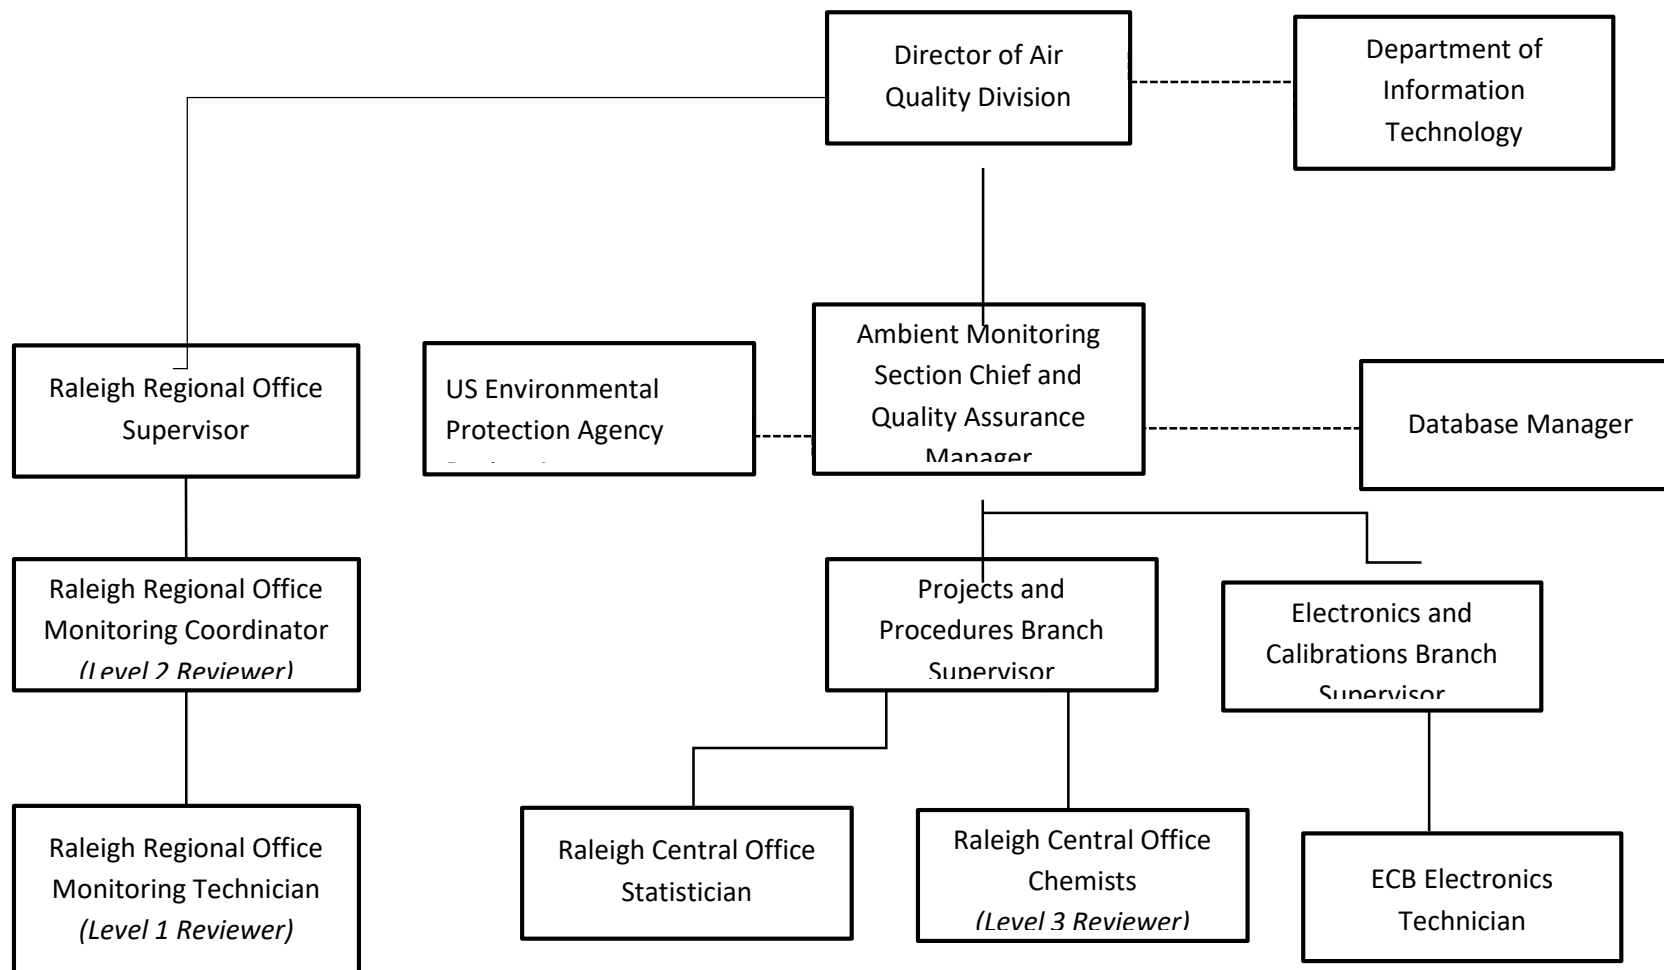 Director of Air
Quality Division
Department of
Information
Technology
Raleigh Regional Office
Supervisor
US Environmental
Protection Agency
Ambient Monitoring
Section Chief and
Quality Assurance
Manager
Database Manager
Raleigh Regional Office
Monitoring Coordinator
(Level 2 Reviewer)
Projects and
Procedures Branch
Supervisor
Electronics and
Calibrations Branch
Supervisor
Raleigh Regional Office
Monitoring Technician
(Level 1 Reviewer)
Raleigh Central Office
Statistician
Raleigh Central Office
Chemists
(Level 3 Reviewer)
ECB Electronics
Technician